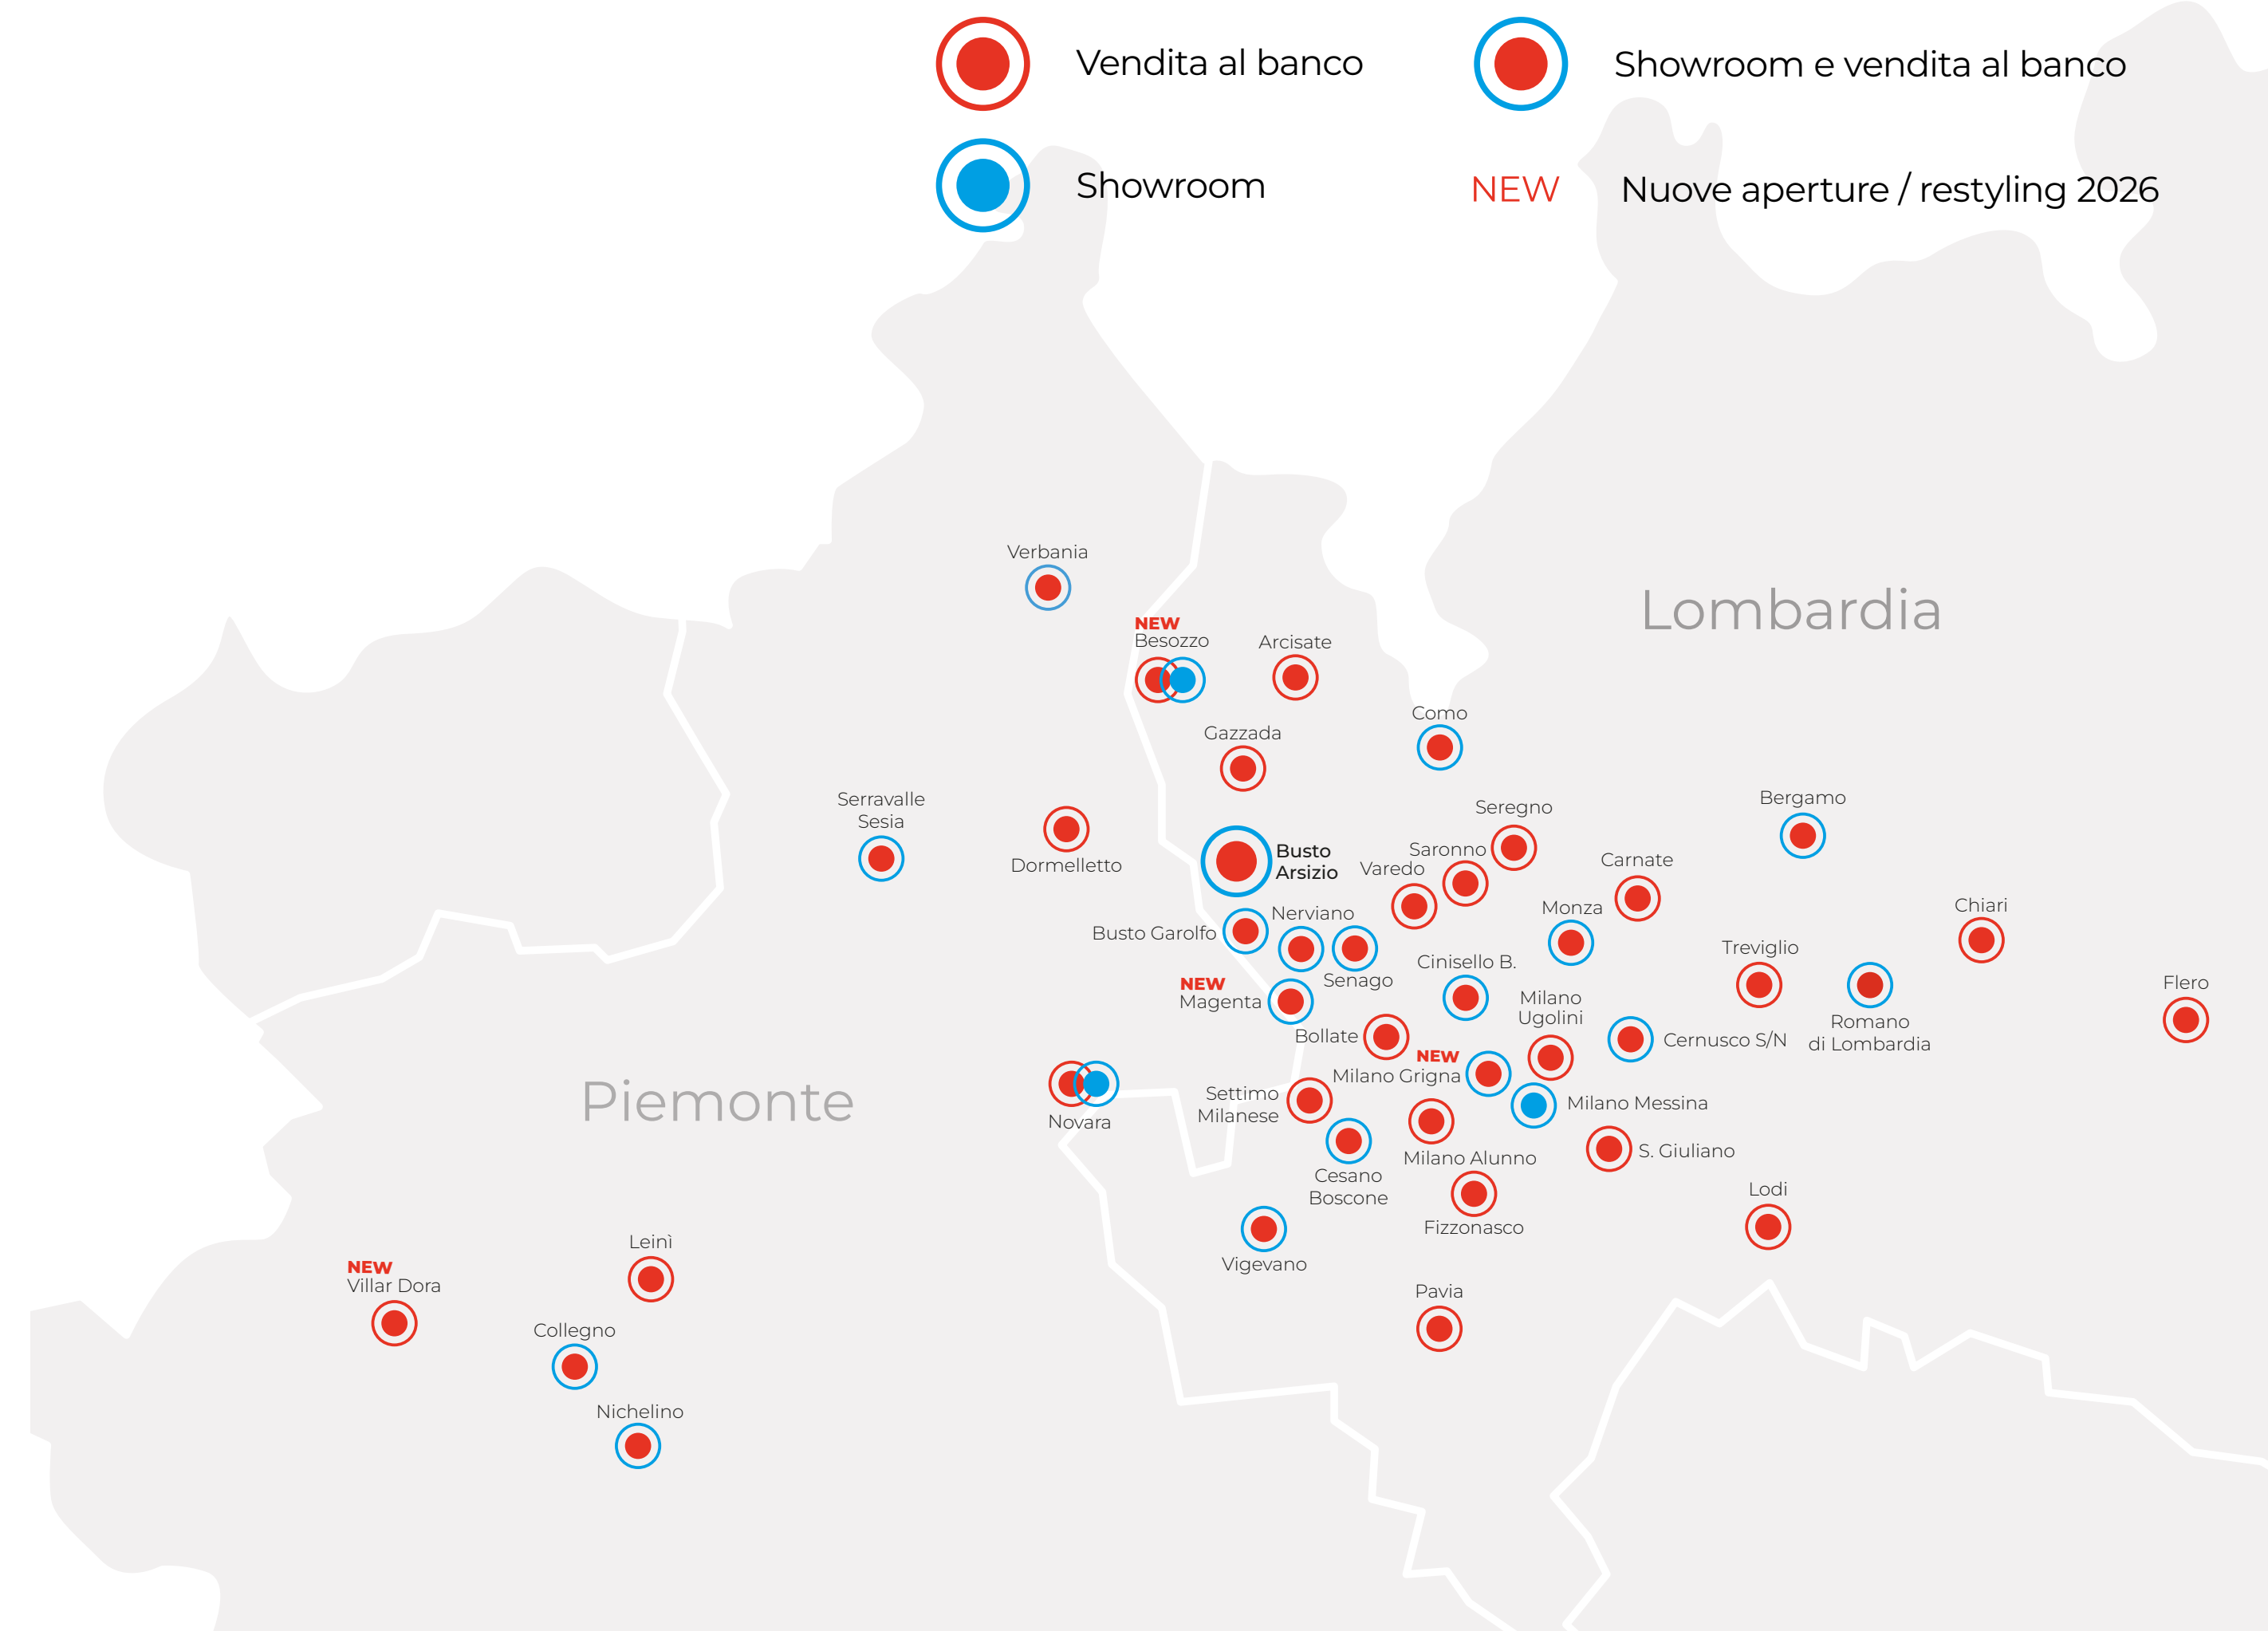 Vendita al banco
Showroom e vendita al banco
Showroom
NEW Nuove aperture / restyling 2026
Verbania
NEW
Besozzo
Arcisate
Lombardia
Como
Gazzada
Serravalle
Sesia
Dormelletto
Busto
Arsizio
Seregno
Saronno
Varedo
Bergamo
Carnate
Monza
Chiari
Nerviano
Busto Garolfo
Senago
Cinisello B.
Treviglio
NEW
Magenta
Milano
Ugolini
Flero
Romano
di Lombardia
Bollate
Cernusco S/N
NEW
Milano Grigna
Piemonte
Novara
Settimo
Milanese
Milano Messina
Cesano
Boscone
Milano Alunno
S. Giuliano
Lodi
Fizzonasco
Vigevano
Leinì
NEW
Villar Dora
Pavia
Collegno
Nichelino